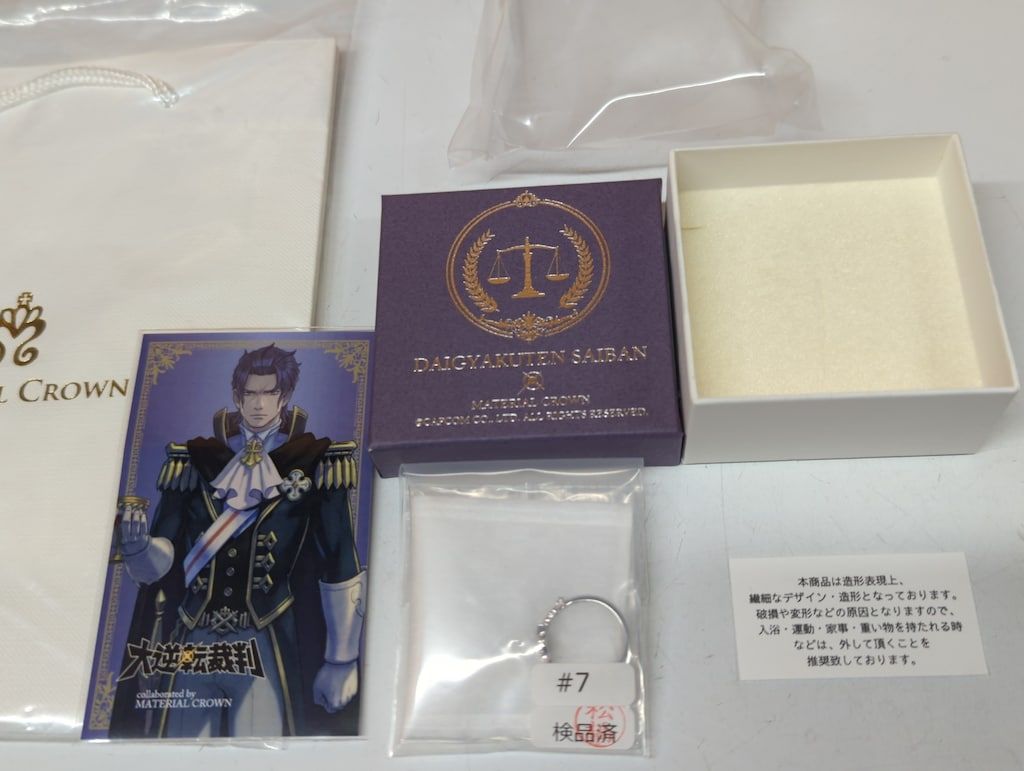 L CROWN
DAIGYAKUTEN SAIBAN
MATERIAL CROWN
©CAPCOM CO., LTD. ALL RIGHTS RESERVED.
大逆転裁判
collaborated by
MATERIAL CROWN
#7
松
検品済
本商品は造形表現上、
繊細なデザイン・造形となっております。
破損や変形などの原因となりますので、
入浴・運動・家事・重い物を持たれる時
などは、外して頂くことを
推奨致しております。